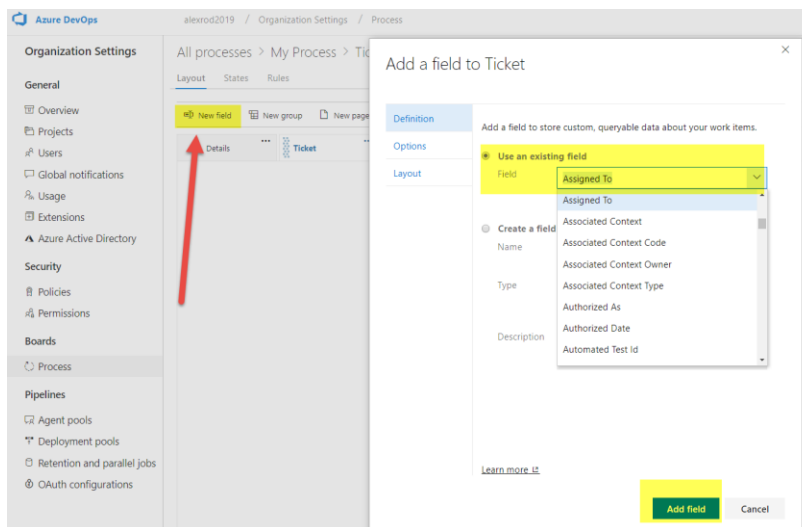 Azure DevOps
alexrod2019 / Organization Settings / Process
Organization Settings
General
Overview
Projects
Users
Global notifications
Usage
Extensions
Azure Active Directory
Security
Policies
Permissions
Boards
Process
Pipelines
Agent pools
Deployment pools
Retention and parallel jobs
OAuth configurations
All processes > My Process > Tic
Layout States Rules
New field New group New page
Details ... Ticket
Add a field to Ticket
Definition
Options
Layout
Add a field to store custom, queryable data about your work items.
Use an existing field
Field Assigned To
Assigned To
Associated Context
Associated Context Code
Associated Context Owner
Associated Context Type
Authorized As
Authorized Date
Automated Test Id
Create a field
Name
Type
Description
Learn more
Add field Cancel